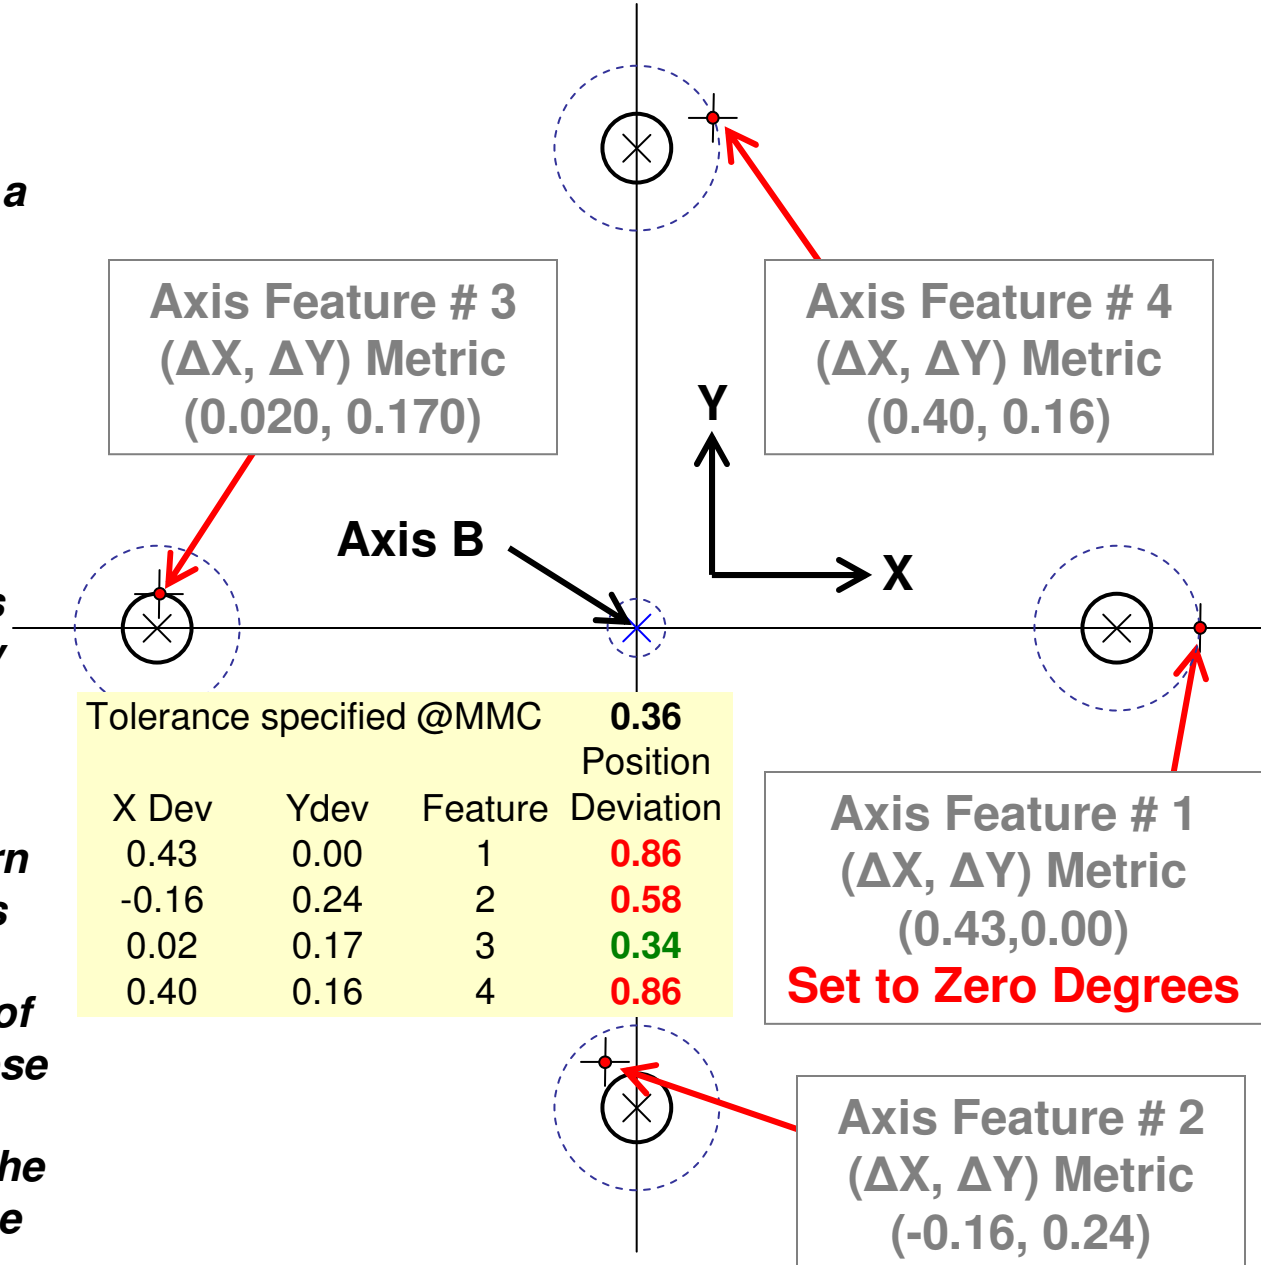 a
Axis Feature # 3
(ΔX, ΔY) Metric
(0.020, 0.170)
Axis Feature # 4
(ΔX, ΔY) Metric
(0.40, 0.16)
Y
X
Axis B
Tolerance specified @MMC 0.36
Position
X Dev Ydev Feature Deviation
0.43 0.00 1 0.86
-0.16 0.24 2 0.58
0.02 0.17 3 0.34
0.40 0.16 4 0.86
Axis Feature # 1
(ΔX, ΔY) Metric
(0.43,0.00)
Set to Zero Degrees
of
Axis Feature # 2
(ΔX, ΔY) Metric
(-0.16, 0.24)